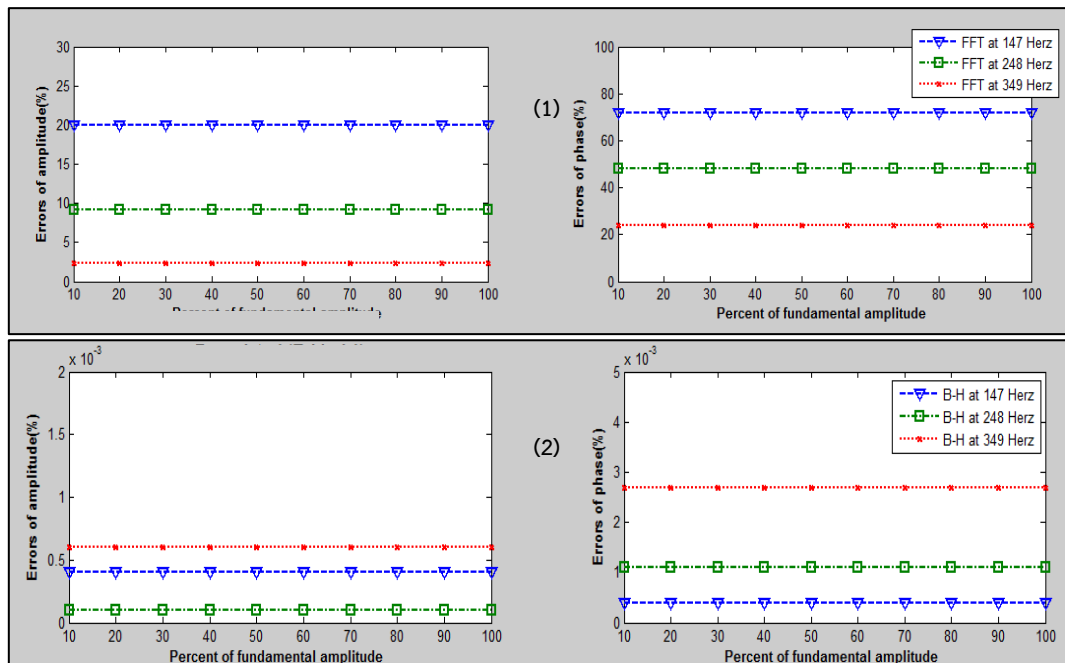 30
25
20
15
10
5
0
Errors of amplitude(%)
10 20 30 40 50 60 70 80 90 100
Percent of fundamental amplitude
(1)
100
80
60
40
20
0
Errors of phase(%)
10 20 30 40 50 60 70 80 90 100
Percent of fundamental amplitude
FFT at 147 Herz
FFT at 248 Herz
FFT at 349 Herz
x 10-3
2
1.5
1
0.5
0
Errors of amplitude(%)
10 20 30 40 50 60 70 80 90 100
Percent of fundamental amplitude
(2)
x 10-3
5
4
3
2
1
0
Errors of phase(%)
10 20 30 40 50 60 70 80 90 100
Percent of fundamental amplitude
B-H at 147 Herz
B-H at 248 Herz
B-H at 349 Herz